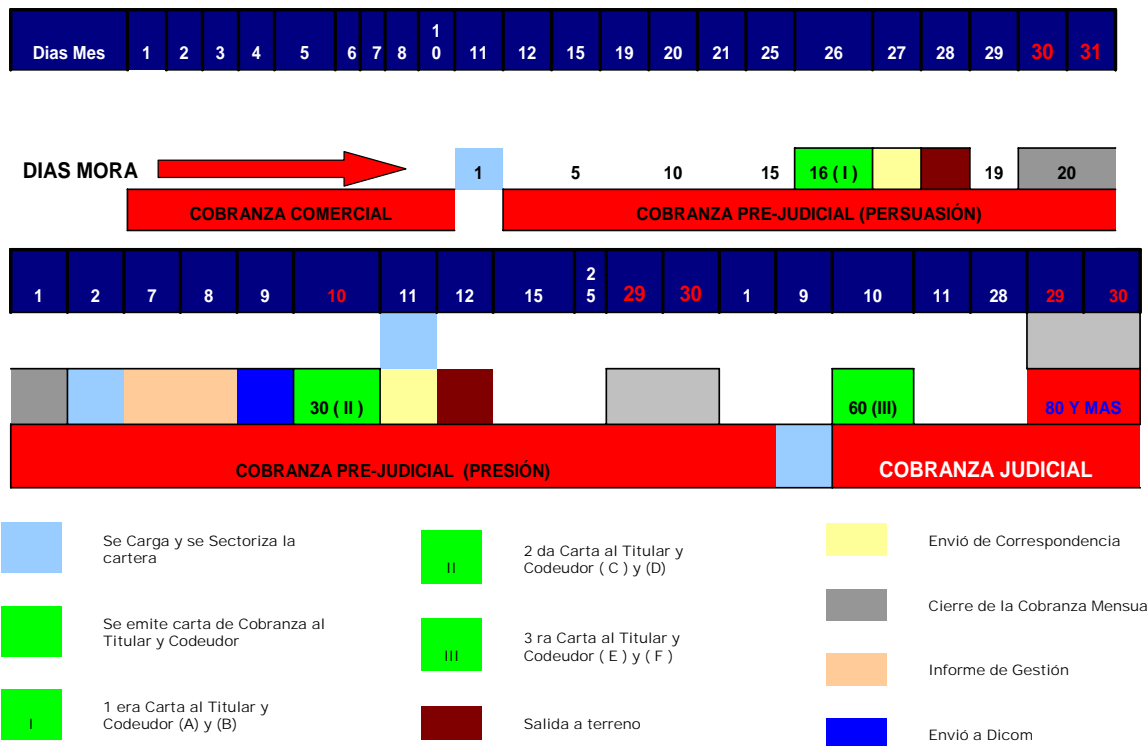 Dias Mes 1 2 3 4 5 6 7 8 10 11 12 15 19 20 21 25 26 27 28 29 30 31
DIAS MORA 1 5 10 15 16 ( I ) 19 20
COBRANZA COMERCIAL COBRANZA PRE-JUDICIAL (PERSUASIÓN)
1 2 7 8 9 10 11 12 15 25 29 30 1 9 10 11 28 29 30
30 ( II ) 60 (III) 80 Y MAS
COBRANZA PRE-JUDICIAL (PRESIÓN) COBRANZA JUDICIAL
Se Carga y se Sectoriza la
cartera
Se emite carta de Cobranza al
Titular y Codeudor
I
1 era Carta al Titular y
Codeudor (A) y (B)
II
2 da Carta al Titular y
Codeudor ( C ) y (D)
III
3 ra Carta al Titular y
Codeudor ( E ) y ( F )
Salida a terreno
Envió de Correspondencia
Cierre de la Cobranza Mensua
Informe de Gestión
Envió a Dicom